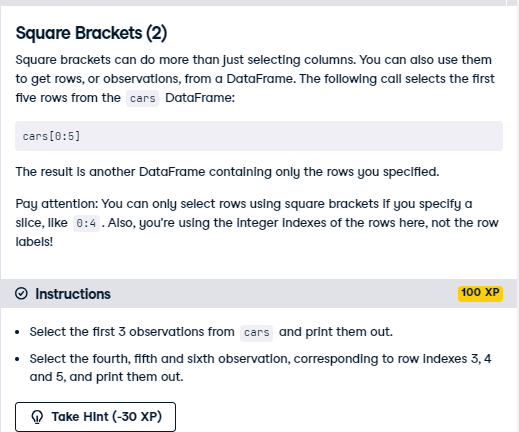 Square Brackets (2)
Square brackets can do more than just selecting columns. You can also use them
to get rows, or observations, from a DataFrame. The following call selects the first
five rows from the cars DataFrame:
cars[0:5]
The result is another DataFrame containing only the rows you specified.
Pay attention: You can only select rows using square brackets if you specify a
slice, like 0:4. Also, you're using the integer indexes of the rows here, not the row
labels!
Instructions
100 XP
Select the first 3 observations from cars and print them out.
Select the fourth, fifth and sixth observation, corresponding to row indexes 3, 4
and 5, and print them out.
Take Hint (-30 XP)